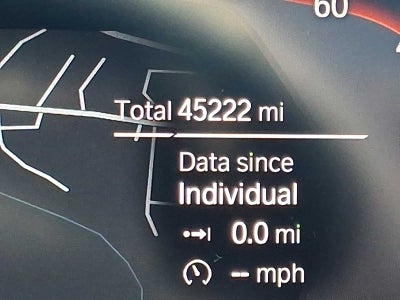 60
Total 45222 mi
Data since
Individual
0.0 mi
-- mph